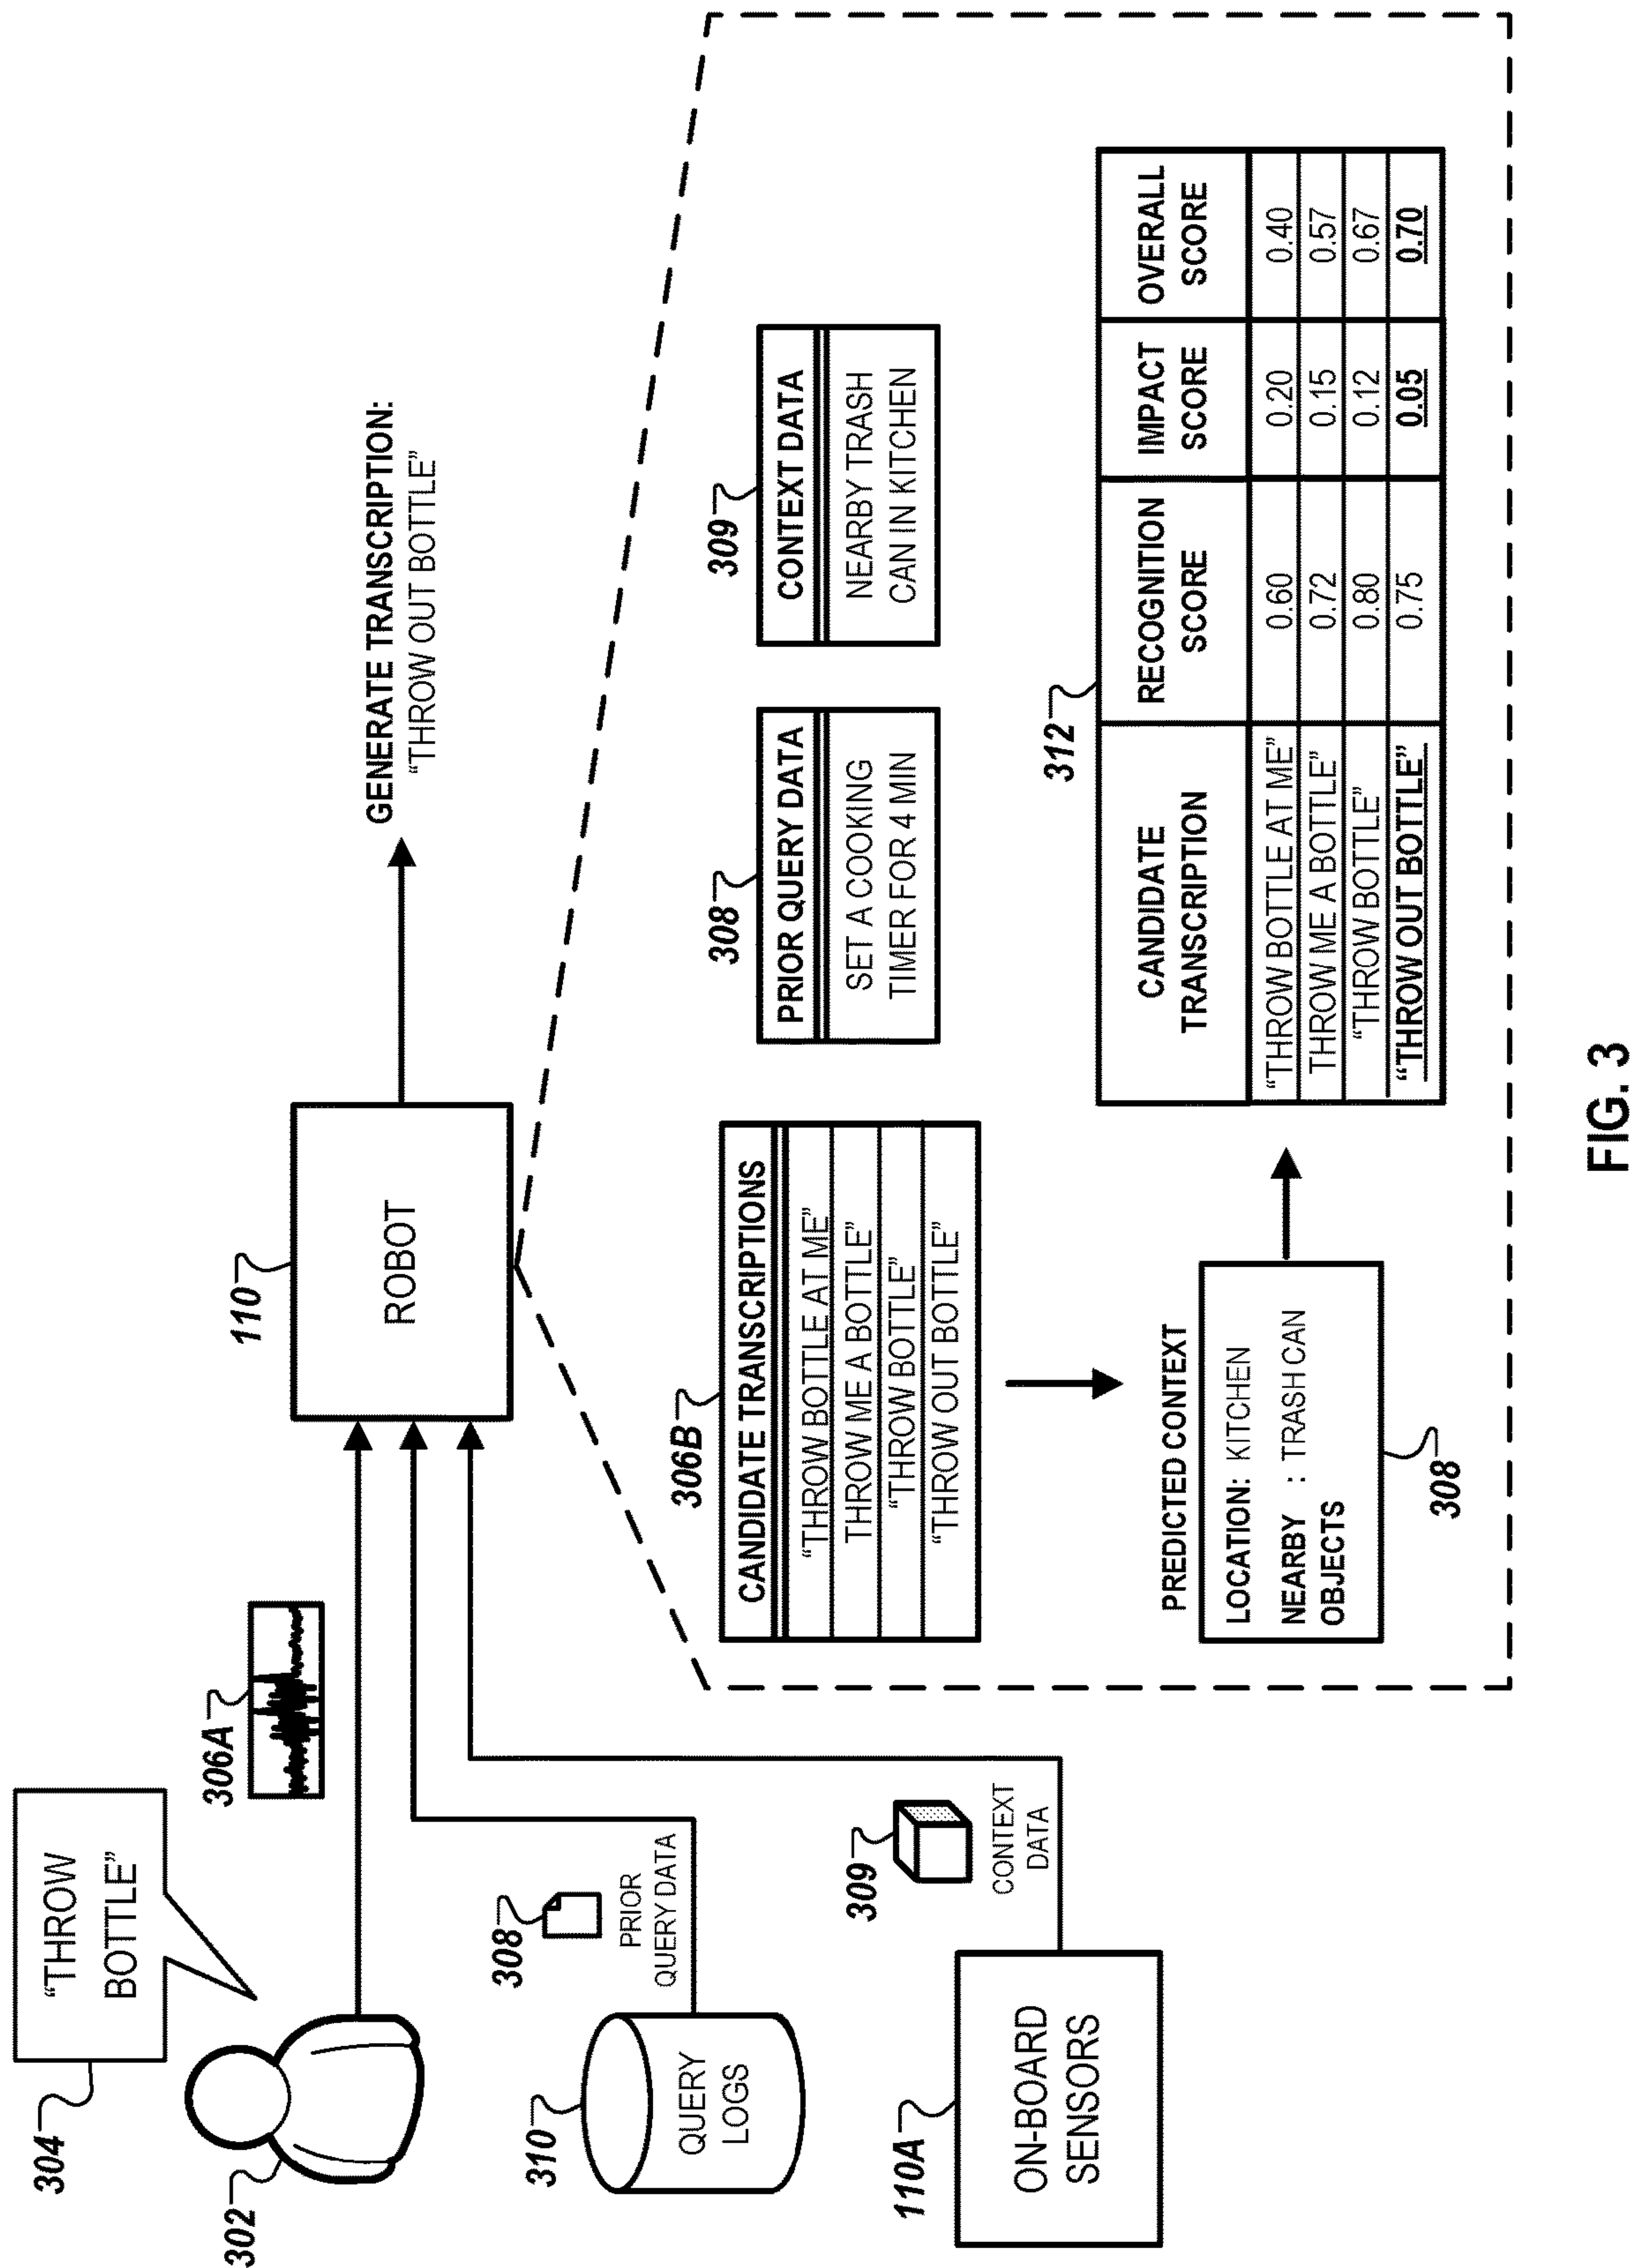 304
"THROW
BOTTLE"
302
306A
110
ROBOT
GENERATE TRANSCRIPTION:
"THROW OUT BOTTLE"
310
QUERY
LOGS
308
PRIOR
QUERY DATA
110A
ON-BOARD
SENSORS
309
CONTEXT
DATA
306B
CANDIDATE TRANSCRIPTIONS
"THROW BOTTLE AT ME"
THROW ME A BOTTLE"
"THROW BOTTLE"
"THROW OUT BOTTLE"
308
PRIOR QUERY DATA
SET A COOKING
TIMER FOR 4 MIN
309
CONTEXT DATA
NEARBY TRASH
CAN IN KITCHEN
PREDICTED CONTEXT
LOCATION: KITCHEN
NEARBY : TRASH CAN
OBJECTS
308
312
CANDIDATE TRANSCRIPTION RECOGNITION SCORE IMPACT SCORE OVERALL SCORE
"THROW BOTTLE AT ME" 0.60 0.20 0.40
THROW ME A BOTTLE" 0.72 0.15 0.57
"THROW BOTTLE" 0.80 0.12 0.67
"THROW OUT BOTTLE" 0.75 0.05 0.70
FIG. 3